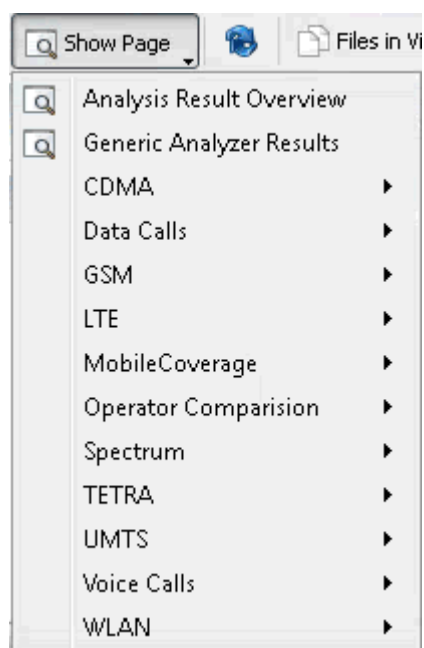 Show Page Files in Vi
Analysis Result Overview
Generic Analyzer Results
CDMA
Data Calls
GSM
LTE
MobileCoverage
Operator Comparision
Spectrum
TETRA
UMTS
Voice Calls
WLAN